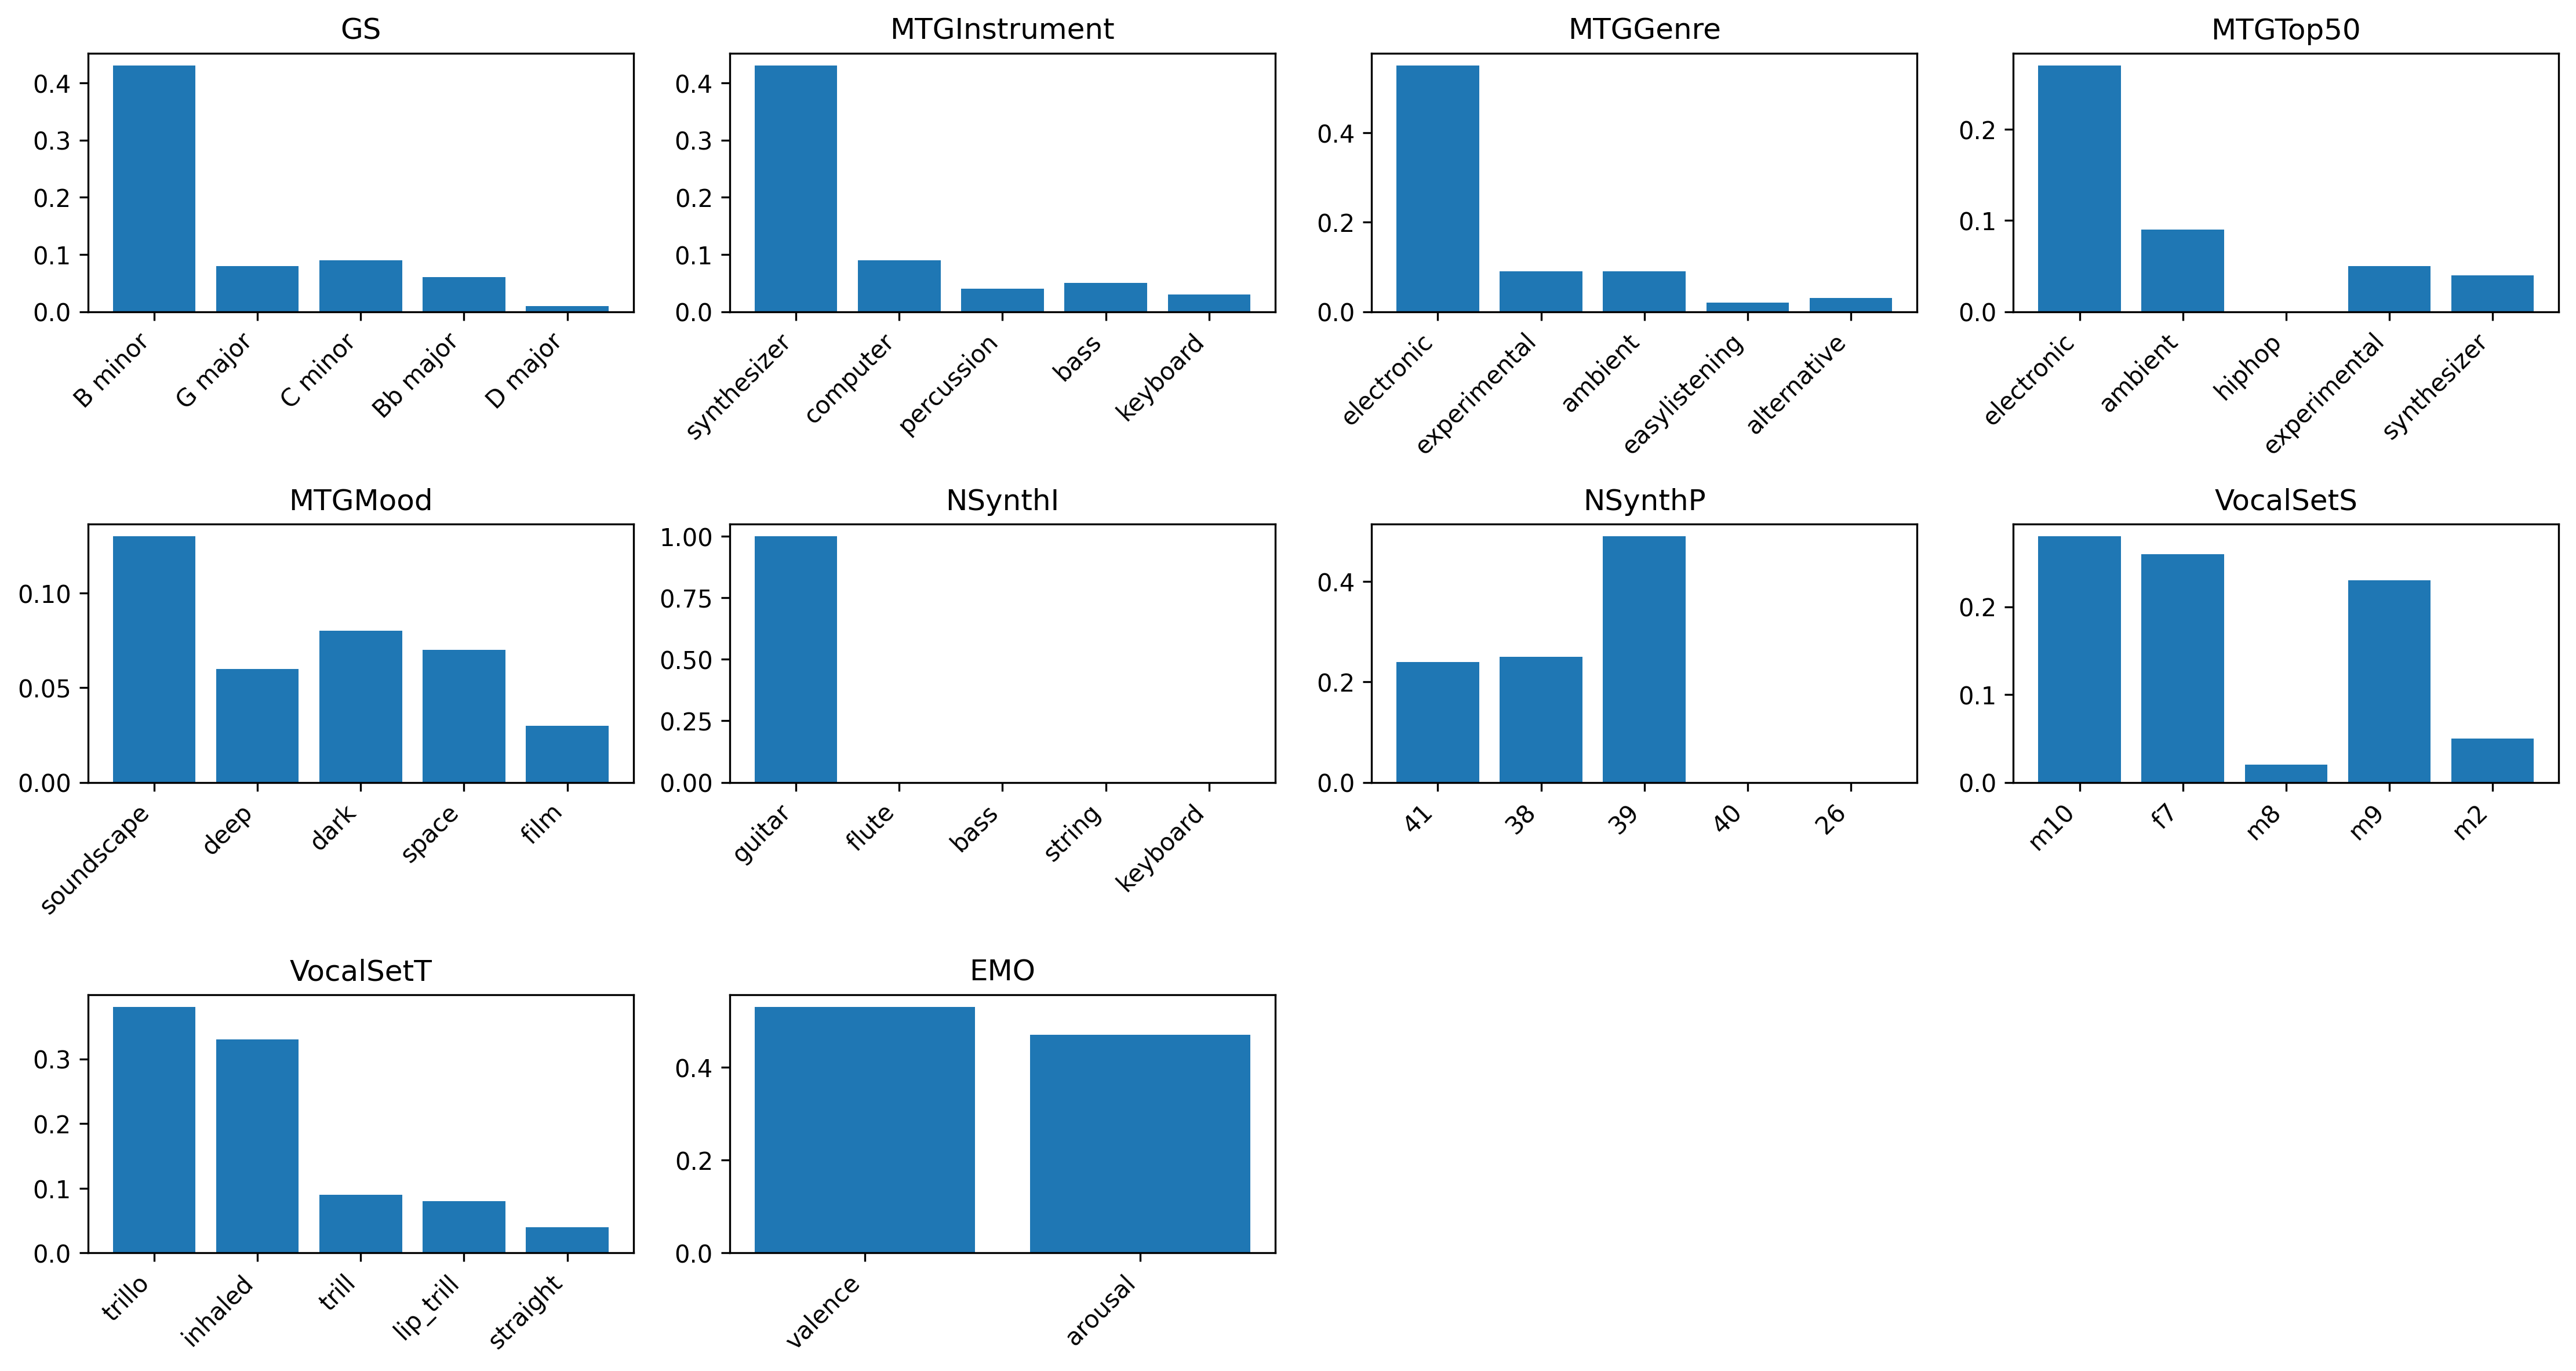 GS
0.4
0.3
0.2
0.1
0.0
B minor
G major
C minor
Bb major
D major
MTGInstrument
0.4
0.3
0.2
0.1
0.0
synthesizer
computer
percussion
bass
keyboard
MTGGenre
0.4
0.2
0.0
electronic
experimental
ambient
easylistening
alternative
MTGTop50
0.2
0.1
0.0
electronic
ambient
hiphop
experimental
synthesizer
MTGMood
0.10
0.05
0.00
soundscape
deep
dark
space
film
NSynthI
1.00
0.75
0.50
0.25
0.00
guitar
flute
bass
string
keyboard
NSynthP
0.4
0.2
0.0
41
38
39
40
26
VocalSetS
0.2
0.1
0.0
m10
f7
m8
m9
m2
VocalSetT
0.3
0.2
0.1
0.0
trillo
inhaled
trill
lip_trill
straight
EMO
0.4
0.2
0.0
valence
arousal